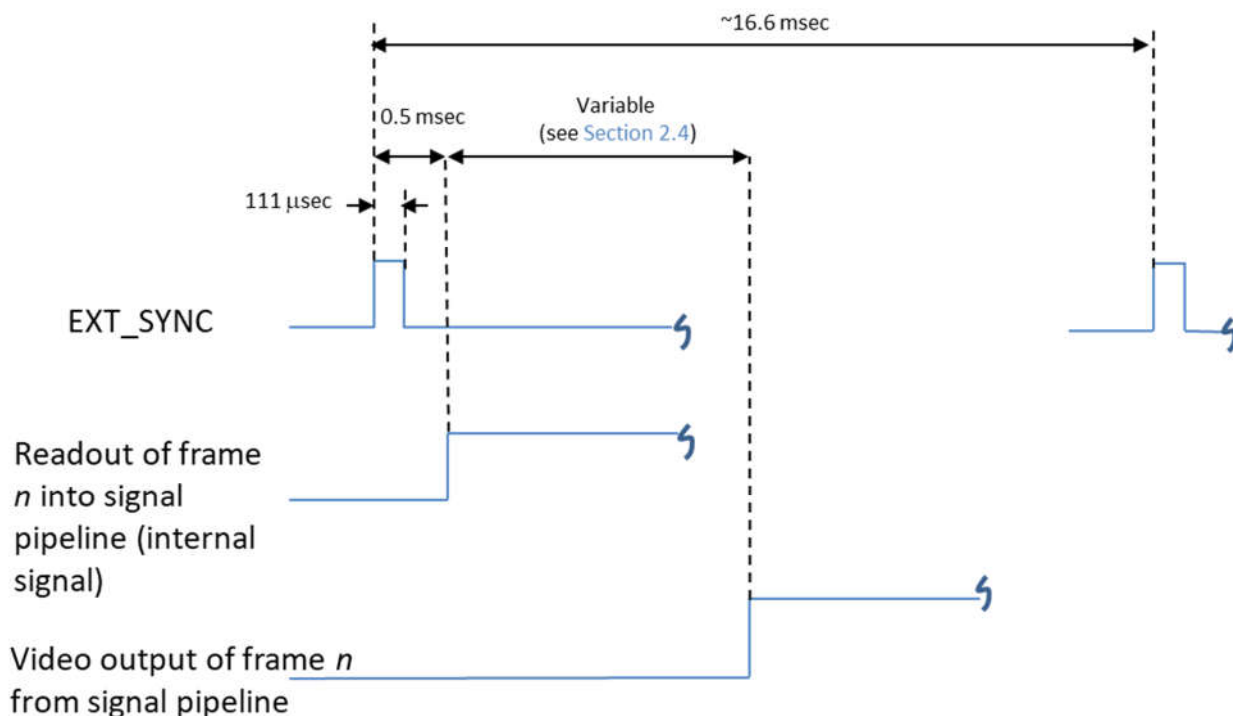 ~16.6 msec
0.5 msec
Variable
(see Section 2.4)
111 μsec
EXT_SYNC
Readout of frame
n into signal
pipeline (internal
signal)
Video output of frame n
from signal pipeline